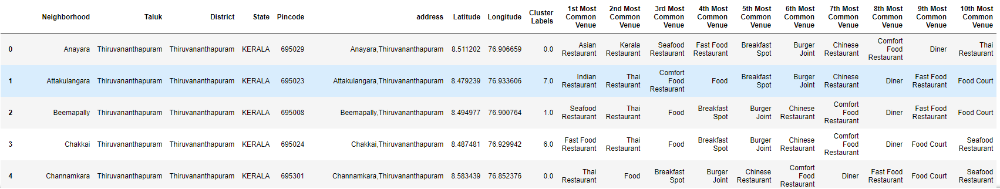 Neighborhood Taluk District State Pincode address Latitude Longitude Cluster Labels 1st Most Common Venue 2nd Most Common Venue 3rd Most Common Venue 4th Most Common Venue 5th Most Common Venue 6th Most Common Venue 7th Most Common Venue 8th Most Common Venue 9th Most Common Venue 10th Most Common Venue
0 Anayara Thiruvananthapuram Thiruvananthapuram KERALA 695029 Anayara,Thiruvananthapuram 8.511202 76.906659 0.0 Asian Restaurant Kerala Restaurant Seafood Restaurant Fast Food Restaurant Breakfast Spot Burger Joint Chinese Restaurant Comfort Food Restaurant Diner Thai Restaurant
1 Attakulangara Thiruvananthapuram Thiruvananthapuram KERALA 695023 Attakulangara,Thiruvananthapuram 8.479239 76.933606 7.0 Indian Restaurant Thai Restaurant Comfort Food Restaurant Food Breakfast Spot Burger Joint Chinese Restaurant Diner Fast Food Restaurant Food Court
2 Beemapally Thiruvananthapuram Thiruvananthapuram KERALA 695008 Beemapally,Thiruvananthapuram 8.494977 76.900764 1.0 Seafood Restaurant Thai Restaurant Food Breakfast Spot Burger Joint Chinese Restaurant Comfort Food Restaurant Diner Fast Food Restaurant Food Court
3 Chakkai Thiruvananthapuram Thiruvananthapuram KERALA 695024 Chakkai,Thiruvananthapuram 8.487481 76.929942 6.0 Fast Food Restaurant Thai Restaurant Food Breakfast Spot Burger Joint Chinese Restaurant Comfort Food Restaurant Diner Food Court Seafood Restaurant
4 Channamkara Thiruvananthapuram Thiruvananthapuram KERALA 695301 Channamkara,Thiruvananthapuram 8.583439 76.852376 0.0 Thai Restaurant Food Breakfast Spot Burger Joint Chinese Restaurant Comfort Food Restaurant Diner Fast Food Restaurant Food Court Seafood Restaurant